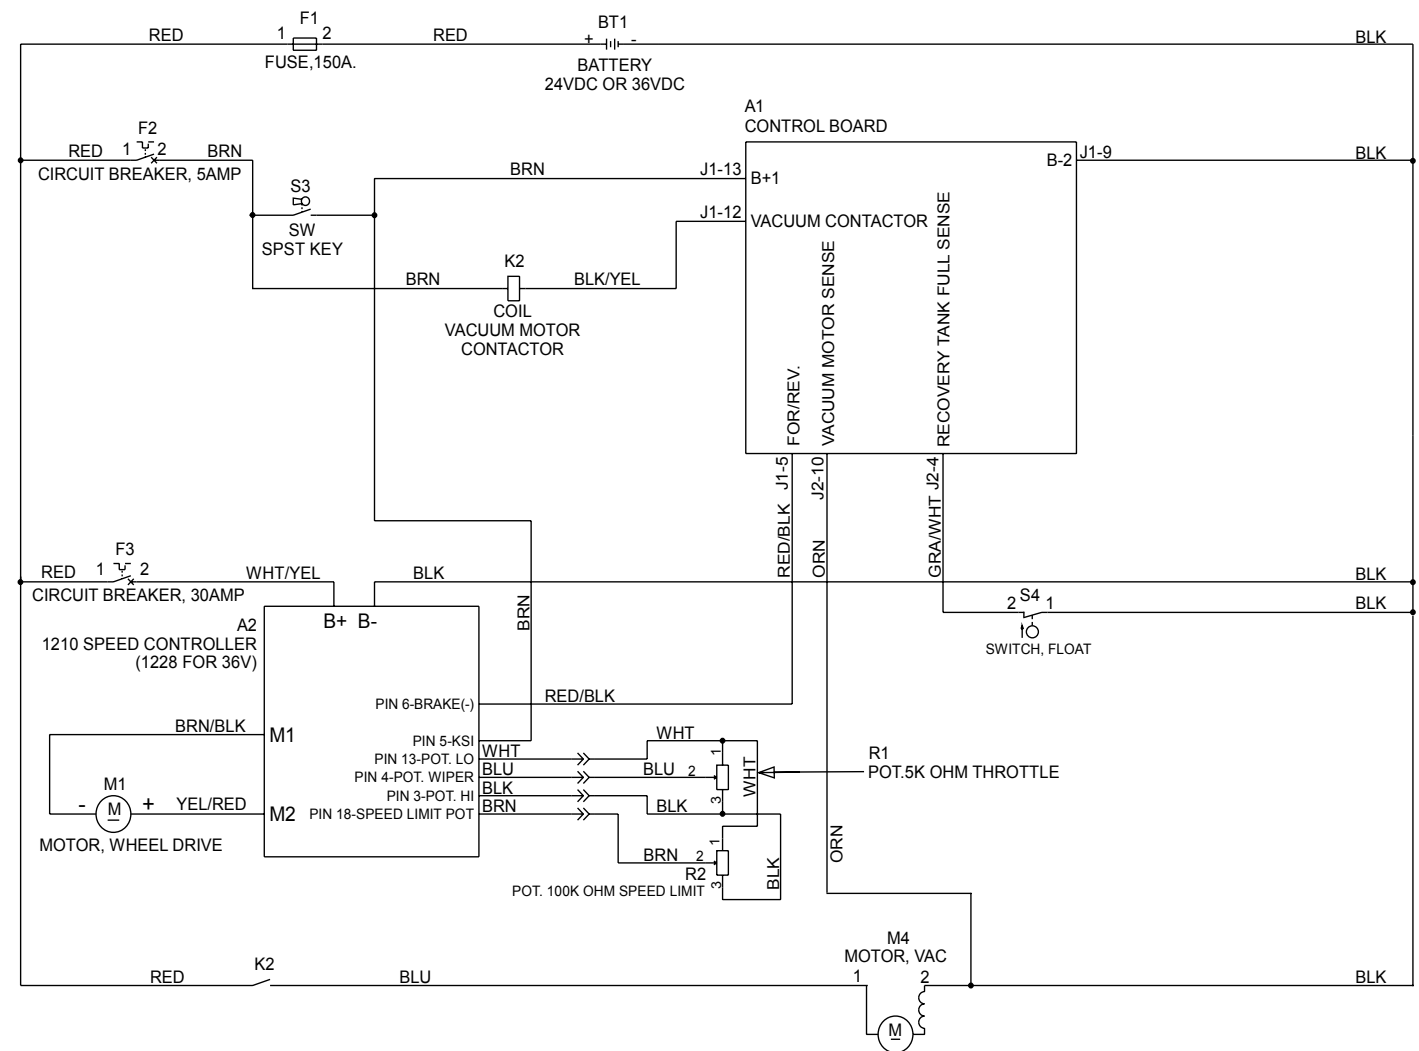 F1
RED 1 2 RED
FUSE,150A.
BT1
+ -
BATTERY
24VDC OR 36VDC
BLK
A1
CONTROL BOARD
F2
RED 1 2 BRN
CIRCUIT BREAKER, 5AMP
BRN J1-13 B+1
B-2 J1-9 BLK
S3
SW
SPST KEY
J1-12 VACUUM CONTACTOR
K2
BRN BLK/YEL
COIL
VACUUM MOTOR
CONTACTOR
FOR/REV.
VACUUM MOTOR SENSE
RECOVERY TANK FULL SENSE
J1-5
J2-10
J2-4
RED/BLK
ORN
GRA/WHT
F3
RED 1 2 WHT/YEL
CIRCUIT BREAKER, 30AMP
BLK BLK
BRN
S4
2 1 BLK
SWITCH, FLOAT
A2
1210 SPEED CONTROLLER
(1228 FOR 36V)
B+ B-
PIN 6-BRAKE(-) RED/BLK
BRN/BLK M1
PIN 5-KSI
PIN 13-POT. LO WHT WHT
PIN 4-POT. WIPER BLU BLU 2
PIN 3-POT. HI BLK BLK
PIN 18-SPEED LIMIT POT BRN
1
3
WHT
R1
POT.5K OHM THROTTLE
M1
- M + YEL/RED M2
MOTOR, WHEEL DRIVE
BRN 2
1
3
R2
POT. 100K OHM SPEED LIMIT
BLK
ORN
M4
MOTOR, VAC
K2
RED BLU 1 2 BLK
M